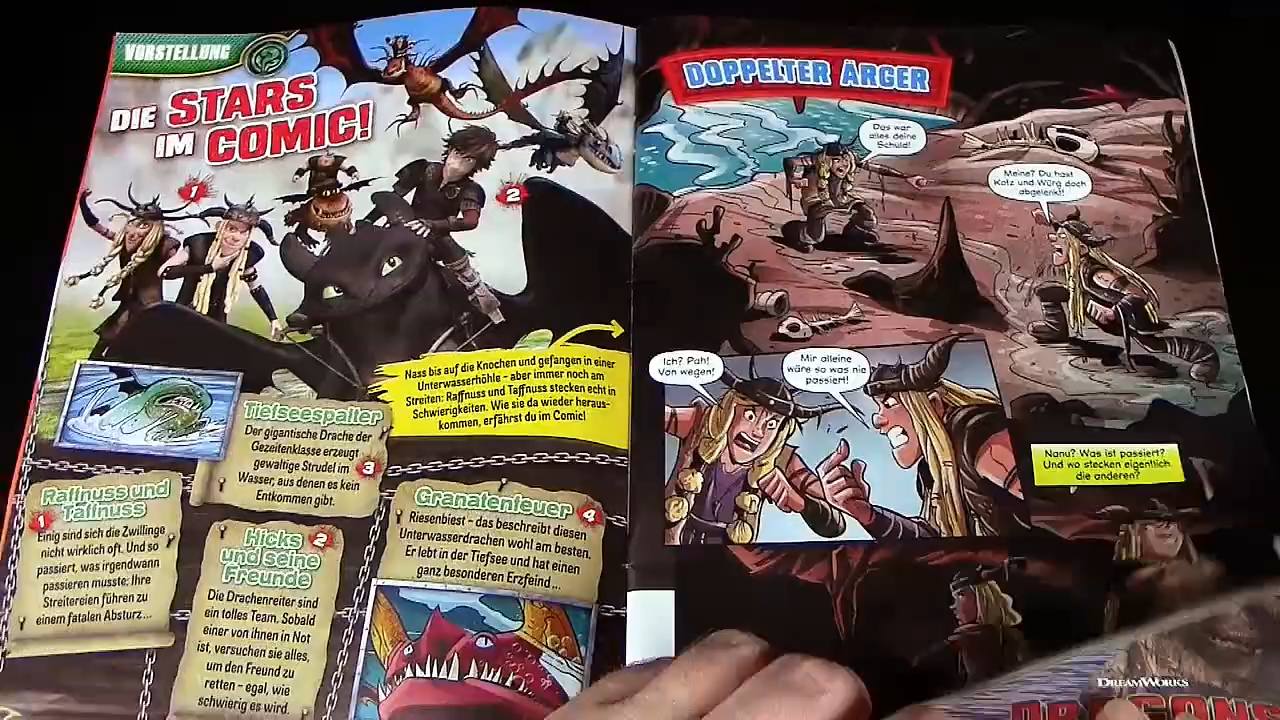 VORSTELLUNG
DIE STARS
IM COMIC!
1
2
Nass bis auf die Knochen und gefangen in einer
Unterwasserhöhle – aber immer noch am
Streiten: Raffnuss und Taffnuss stecken echt in
Schwierigkeiten. Wie sie da wieder heraus-
kommen, erfährst du im Comic!
Tiefseespalter
Der gigantische Drache der
Gezeitenklasse erzeugt
gewaltige Strudel im
Wasser, aus denen es kein
Entkommen gibt.
3
Raffnuss und
Taffnuss
1
Einig sind sich die Zwillinge
nicht wirklich oft. Und so
passiert, was irgendwann
passieren musste: Ihre
Streitereien führen zu
einem fatalen Absturz...
Hicks
und seine
Freunde
2
Die Drachenreiter sind
ein tolles Team. Sobald
einer von ihnen in Not
ist, versuchen sie alles,
um den Freund zu
retten – egal, wie
schwierig es wird.
Granatenfeuer
4
Riesenbiest – das beschreibt diesen
Unterwasserdrachen wohl am besten.
Er lebt in der Tiefsee und hat einen
ganz besonderen Erzfeind...
DOPPELTER ÄRGER
Das war
alles deine
Schuld!
Meine? Du hast
Kotz und Würg doch
abgelenkt!
Ich? Pah!
Von wegen!
Mir alleine
wäre so was nie
passiert!
Nanu? Was ist passiert?
Und wo stecken eigentlich
die anderen?
DREAMWORKS
DRAGONS